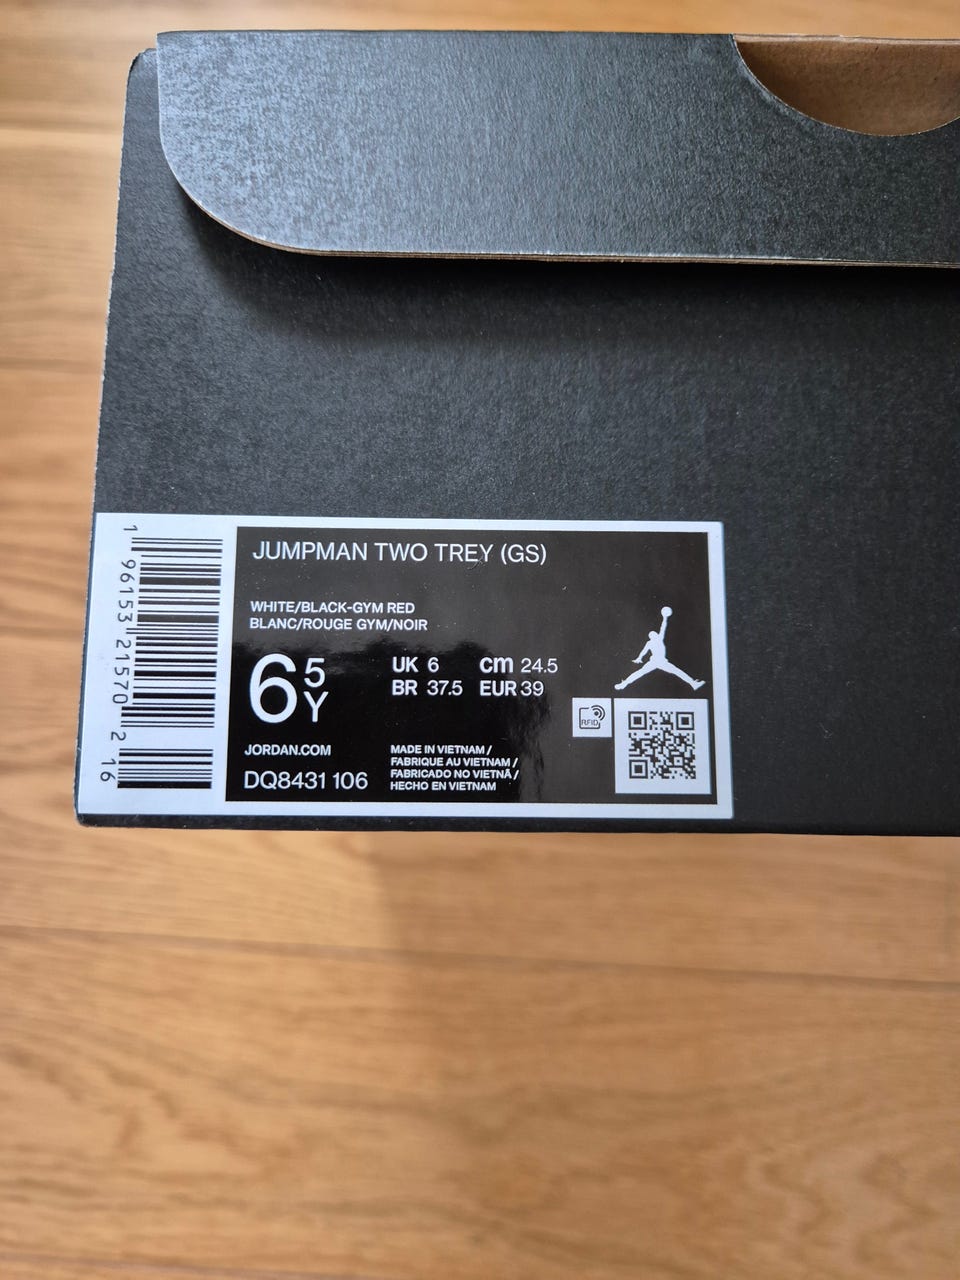 JUMPMAN TWO TREY (GS)
WHITE/BLACK-GYM RED
BLANC/ROUGE GYM/NOIR
6 5 Y
UK 6 cm 24.5
BR 37.5 EUR 39
RFID
JORDAN.COM
DQ8431 106
MADE IN VIETNAM /
FABRIQUE AU VIETNAM /
FABRICADO NO VIETNÃ /
HECHO EN VIETNAM
1 96153 21570 2 16